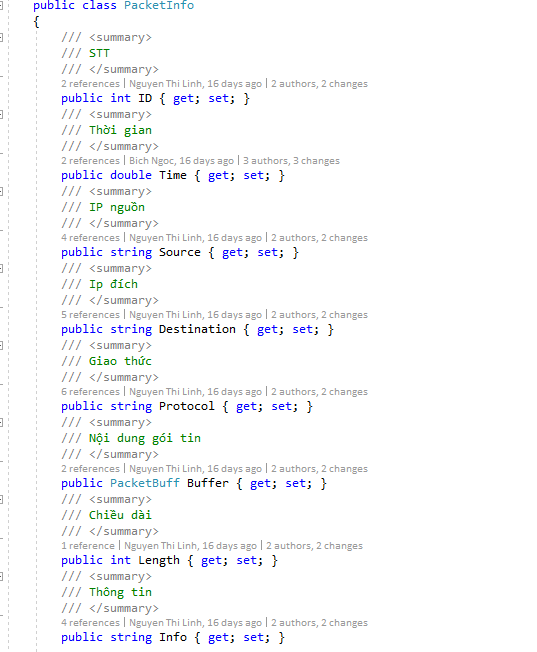 public class PacketInfo
{
/// <summary>
/// STT
/// </summary>
2 references | Nguyen Thi Linh, 16 days ago | 2 authors, 2 changes
public int ID { get; set; }
/// <summary>
/// Thời gian
/// </summary>
2 references | Bich Ngoc, 16 days ago | 3 authors, 3 changes
public double Time { get; set; }
/// <summary>
/// IP nguồn
/// </summary>
4 references | Nguyen Thi Linh, 16 days ago | 2 authors, 2 changes
public string Source { get; set; }
/// <summary>
/// Ip đích
/// </summary>
5 references | Nguyen Thi Linh, 16 days ago | 2 authors, 2 changes
public string Destination { get; set; }
/// <summary>
/// Giao thức
/// </summary>
6 references | Nguyen Thi Linh, 16 days ago | 2 authors, 2 changes
public string Protocol { get; set; }
/// <summary>
/// Nội dung gói tin
/// </summary>
2 references | Nguyen Thi Linh, 16 days ago | 2 authors, 2 changes
public PacketBuff Buffer { get; set; }
/// <summary>
/// Chiều dài
/// </summary>
1 reference | Nguyen Thi Linh, 16 days ago | 2 authors, 2 changes
public int Length { get; set; }
/// <summary>
/// Thông tin
/// </summary>
4 references | Nguyen Thi Linh, 16 days ago | 2 authors, 2 changes
public string Info { get; set; }